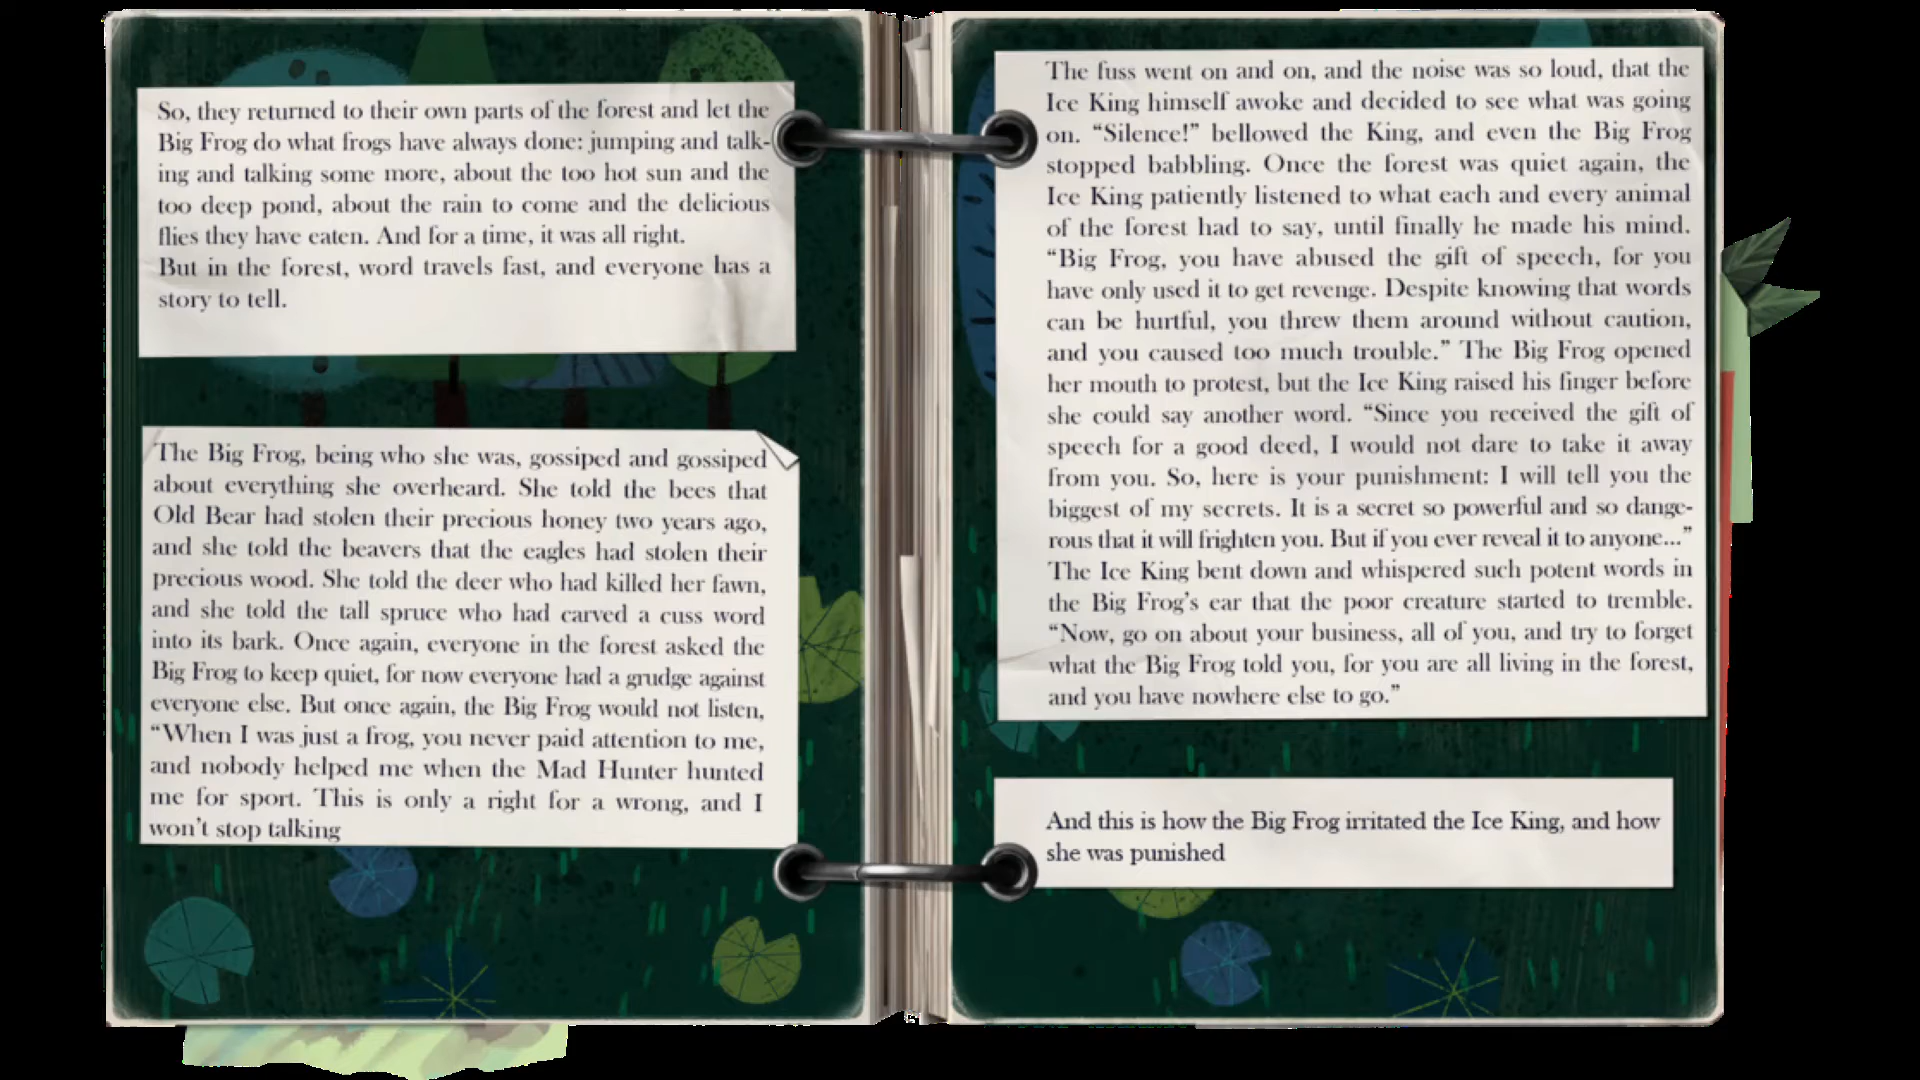 So, they returned to their own parts of the forest and let the
Big Frog do what frogs have always done: jumping and talk-
ing and talking some more, about the too hot sun and the
too deep pond, about the rain to come and the delicious
flies they have eaten. And for a time, it was all right.
But in the forest, word travels fast, and everyone has a
story to tell.
The Big Frog, being who she was, gossiped and gossiped
about everything she overheard. She told the bees that
Old Bear had stolen their precious honey two years ago,
and she told the beavers that the eagles had stolen their
precious wood. She told the deer who had killed her fawn,
and she told the tall spruce who had carved a cuss word
into its bark. Once again, everyone in the forest asked the
Big Frog to keep quiet, for now everyone had a grudge against
everyone else. But once again, the Big Frog would not listen,
“When I was just a frog, you never paid attention to me,
and nobody helped me when the Mad Hunter hunted
me for sport. This is only a right for a wrong, and I
won’t stop talking
The fuss went on and on, and the noise was so loud, that the
Ice King himself awoke and decided to see what was going
on. “Silence!” bellowed the King, and even the Big Frog
stopped babbling. Once the forest was quiet again, the
Ice King patiently listened to what each and every animal
of the forest had to say, until finally he made his mind.
“Big Frog, you have abused the gift of speech, for you
have only used it to get revenge. Despite knowing that words
can be hurtful, you threw them around without caution,
and you caused too much trouble.” The Big Frog opened
her mouth to protest, but the Ice King raised his finger before
she could say another word. “Since you received the gift of
speech for a good deed, I would not dare to take it away
from you. So, here is your punishment: I will tell you the
biggest of my secrets. It is a secret so powerful and so dange-
rous that it will frighten you. But if you ever reveal it to anyone...”
The Ice King bent down and whispered such potent words in
the Big Frog’s ear that the poor creature started to tremble.
“Now, go on about your business, all of you, and try to forget
what the Big Frog told you, for you are all living in the forest,
and you have nowhere else to go.”
And this is how the Big Frog irritated the Ice King, and how
she was punished